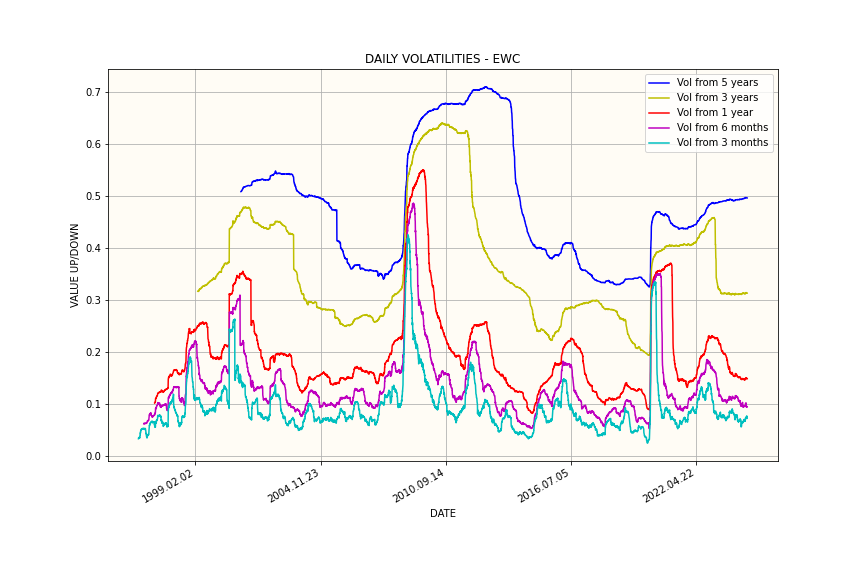 DAILY VOLATILITIES - EWC
Vol from 5 years
Vol from 3 years
Vol from 1 year
Vol from 6 months
Vol from 3 months
VALUE UP/DOWN
0.7
0.6
0.5
0.4
0.3
0.2
0.1
0.0
1999.02.02
2004.11.23
2010.09.14
2016.07.05
2022.04.22
DATE